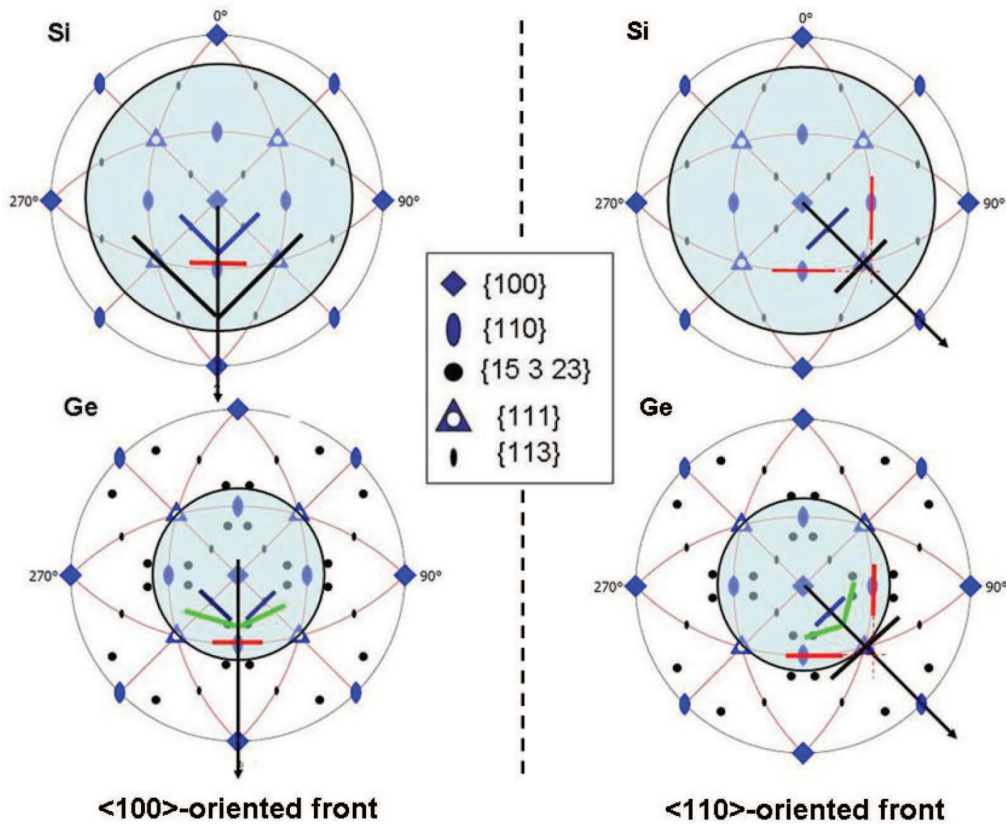 Si
0°
270°
90°
Si
0°
270°
90°
{100}
{110}
{15 3 23}
{111}
{113}
Ge
270°
90°
Ge
270°
90°
<100>-oriented front
<110>-oriented front